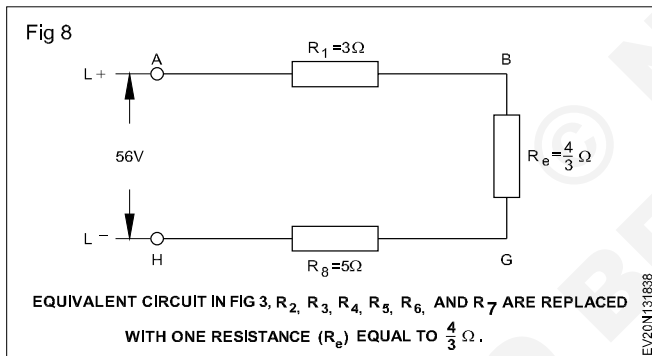 Fig 8
R1=3Ω
A
B
L+
56V
Re=4/3 Ω
L-
H
R8=5Ω
G
EQUIVALENT CIRCUIT IN FIG 3, R2, R3, R4, R5, R6, AND R7 ARE REPLACED
WITH ONE RESISTANCE (Re) EQUAL TO 4/3 Ω.
EV20N131838
©